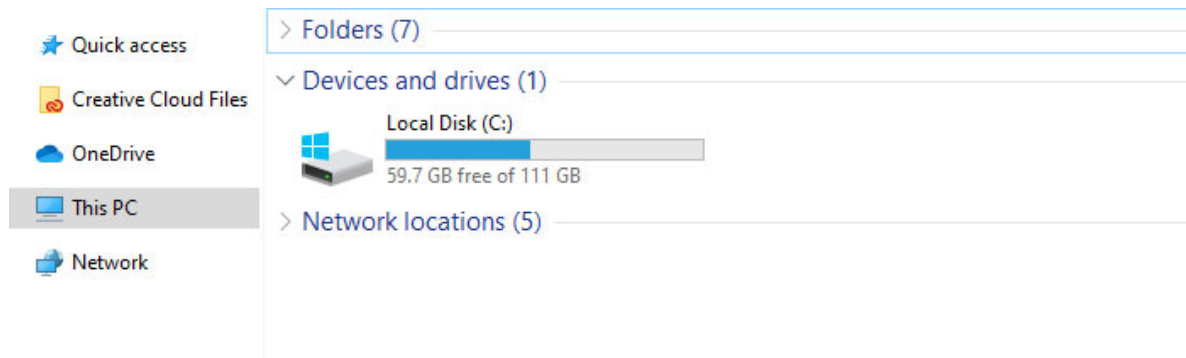 Quick access
Creative Cloud Files
OneDrive
This PC
Network
Folders (7)
Devices and drives (1)
Local Disk (C:)
59.7 GB free of 111 GB
Network locations (5)